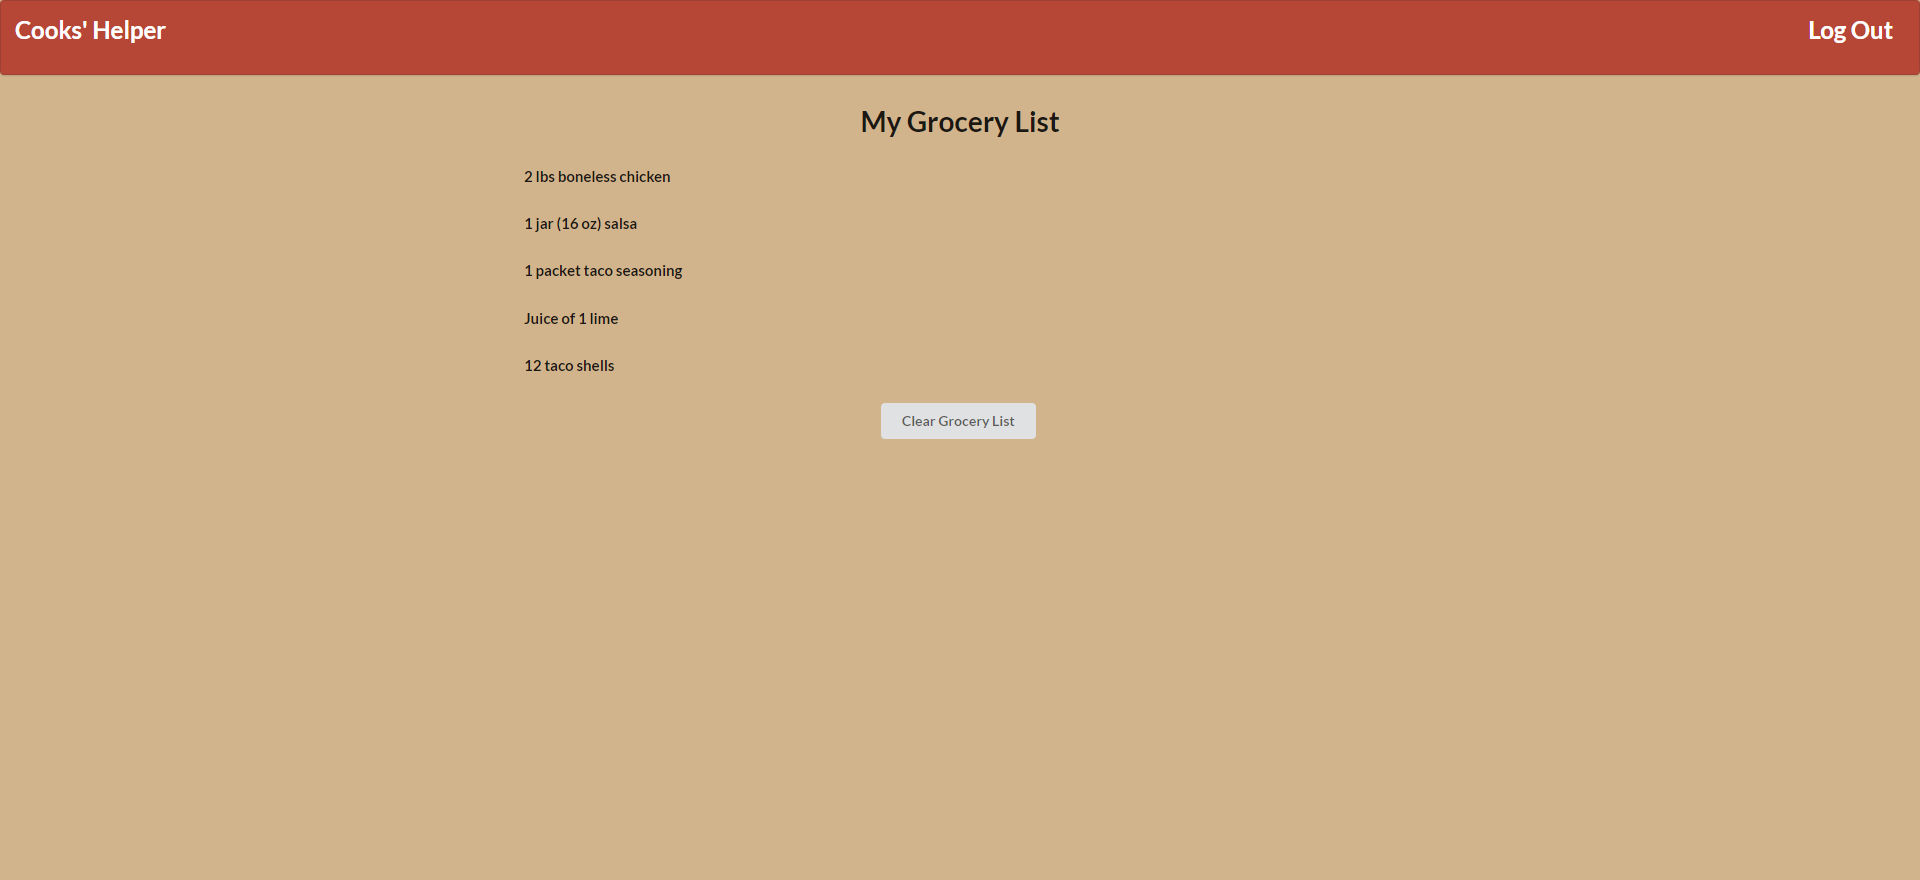 Cooks' Helper
Log Out
My Grocery List
2 lbs boneless chicken
1 jar (16 oz) salsa
1 packet taco seasoning
Juice of 1 lime
12 taco shells
Clear Grocery List